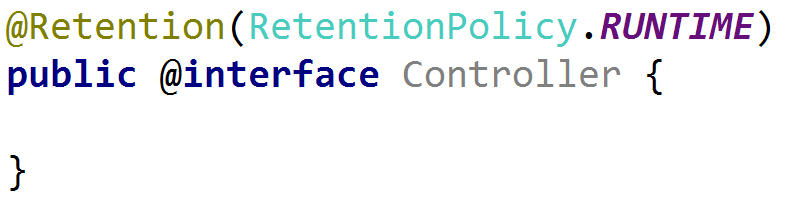 @Retention(RetentionPolicy.RUNTIME)
public @interface Controller {
}